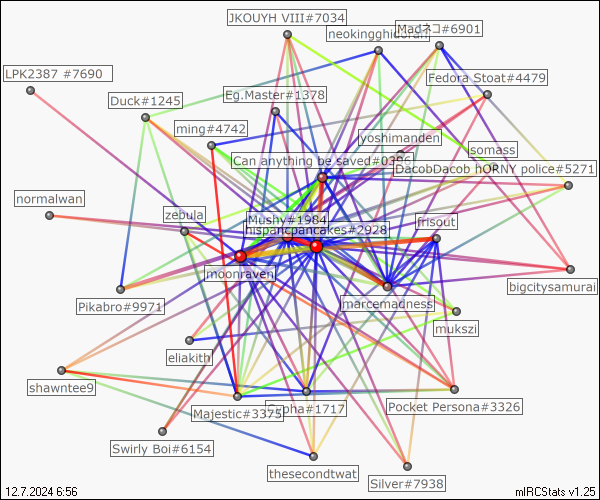 JKOUYH VIII#7034
neokingghidorah
Madネコ#6901
LPK2387 #7690
Fedora Stoat#4479
Duck#1245
Eg.Master#1378
ming#4742
yoshimanden
somass
Can anything be saved#0386
DacobDacob hORNY police#5271
normalwan
zebula
Mushy#1984
frisout
hispanicpancakes#2928
moonraven
bigcitysamurai
Pikabro#9971
marcemadness
mukszi
eliakith
shawntee9
Majestic#3375
#1717
Pocket Persona#3326
Swirly Boi#6154
thesecondtwat
Silver#7938
12.7.2024 6:56
mIRCStats v1.25